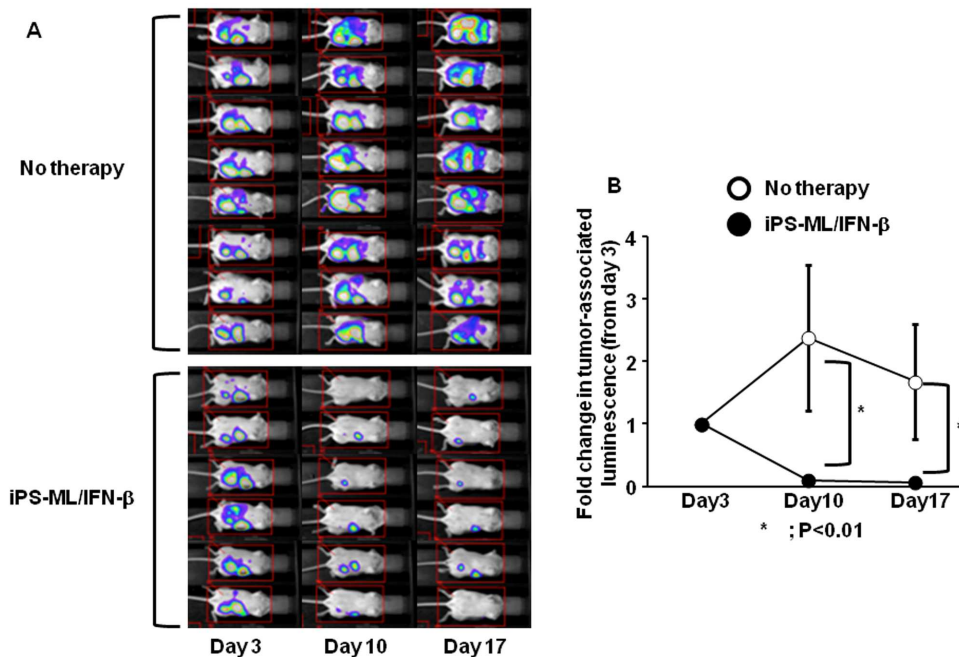 A
No therapy
iPS-ML/IFN-β
Day 3
Day 10
Day 17
B
No therapy
iPS-ML/IFN-β
Fold change in tumor-associated
luminescence (from day 3)
4
3
2
1
0
*
*
Day3
Day10
Day17
* ; P<0.01